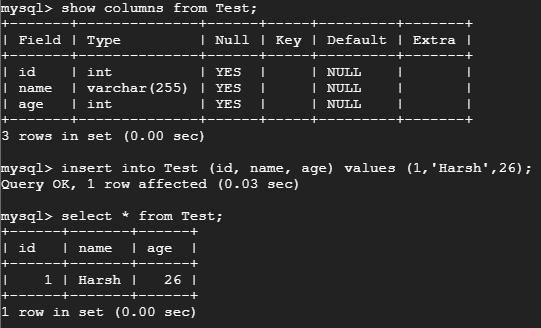 mysql> show columns from Test;
+-------+--------------+------+-----+---------+-------+
| Field | Type         | Null | Key | Default | Extra |
+-------+--------------+------+-----+---------+-------+
| id    | int          | YES  |     | NULL    |       |
| name  | varchar(255) | YES  |     | NULL    |       |
| age   | int          | YES  |     | NULL    |       |
+-------+--------------+------+-----+---------+-------+
3 rows in set (0.00 sec)
mysql> insert into Test (id, name, age) values (1,'Harsh',26);
Query OK, 1 row affected (0.03 sec)
mysql> select * from Test;
+------+-------+------+
| id   | name  | age  |
+------+-------+------+
|    1 | Harsh |   26 |
+------+-------+------+
1 row in set (0.00 sec)